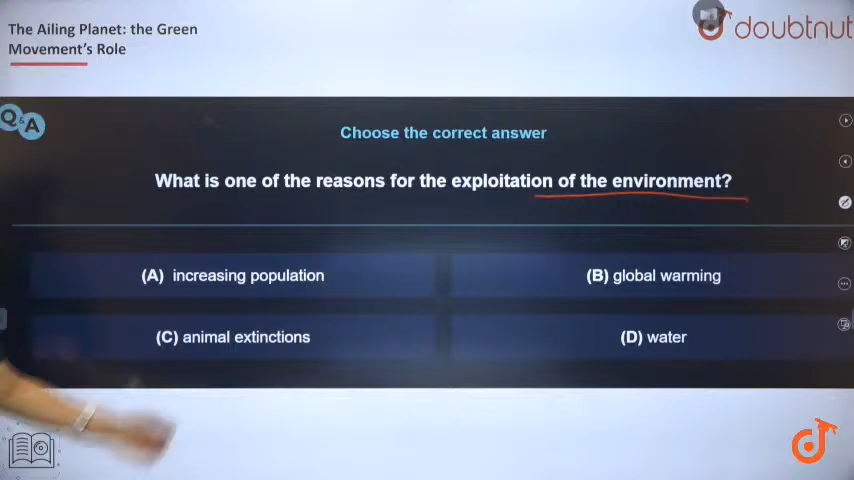 The Ailing Planet: the Green
Movement's Role
doubtnut
Q&A
Choose the correct answer
What is one of the reasons for the exploitation of the environment?
(A) increasing population
(B) global warming
(C) animal extinctions
(D) water